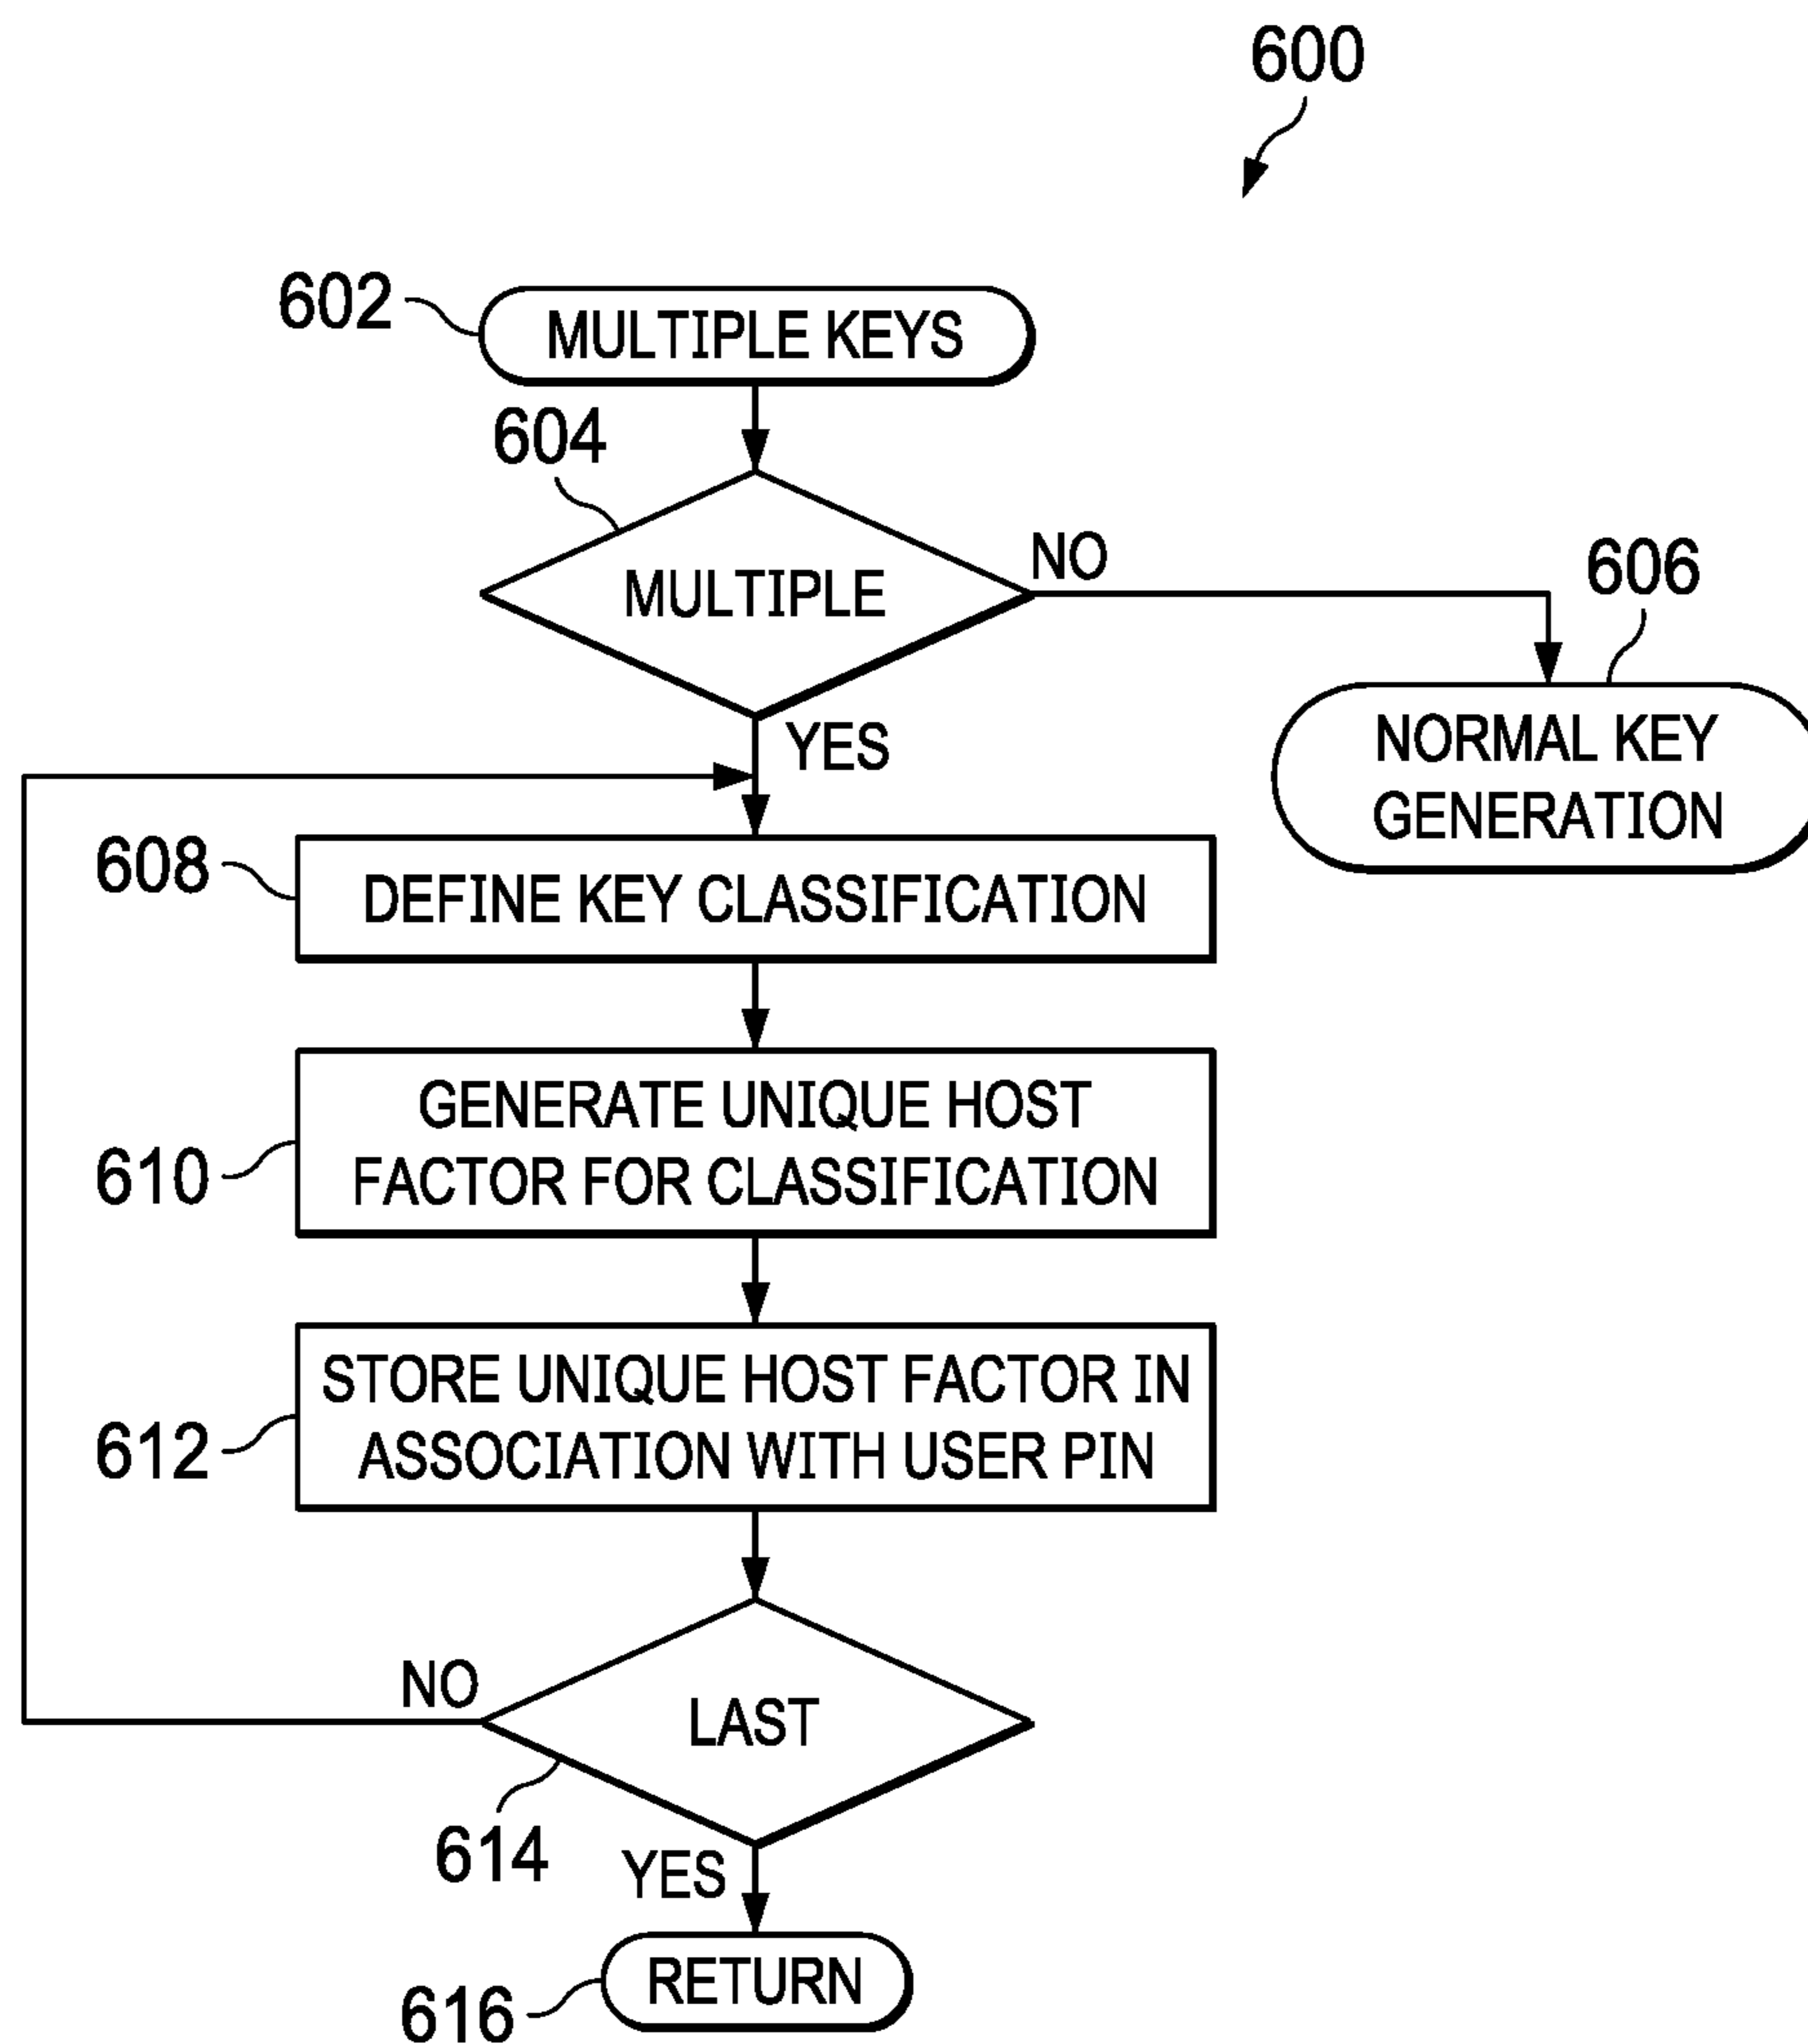 600
602
MULTIPLE KEYS
604
MULTIPLE
NO
606
NORMAL KEY
GENERATION
YES
608
DEFINE KEY CLASSIFICATION
610
GENERATE UNIQUE HOST
FACTOR FOR CLASSIFICATION
612
STORE UNIQUE HOST FACTOR IN
ASSOCIATION WITH USER PIN
NO
LAST
614
YES
616
RETURN